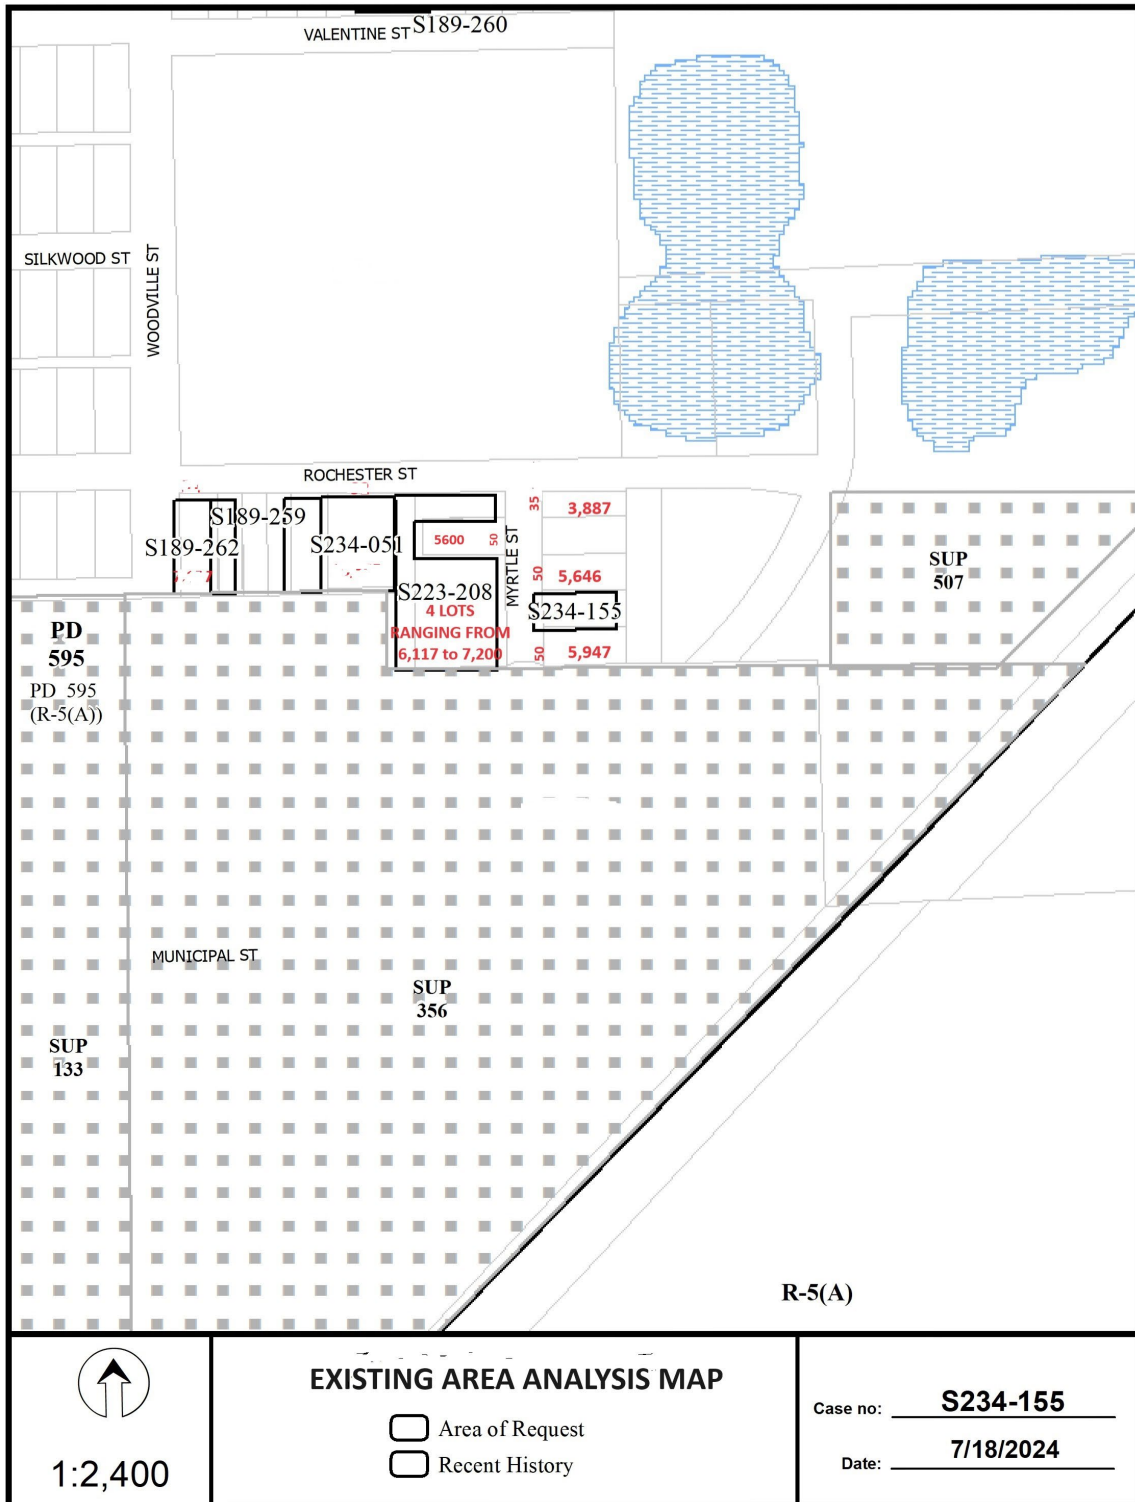 VALENTINE ST
S189-260
SILKWOOD ST
WOODVILLE ST
ROCHESTER ST
S189-259
S189-262
S234-051
5600
50
MYRTLE ST
35
3,887
50
5,646
S223-208
4 LOTS
RANGING FROM
6,117 to 7,200
S234-155
50
5,947
SUP
507
PD
595
PD 595
(R-5(A))
MUNICIPAL ST
SUP
356
SUP
133
R-5(A)
1:2,400
EXISTING AREA ANALYSIS MAP
Area of Request
Recent History
Case no: S234-155
Date: 7/18/2024